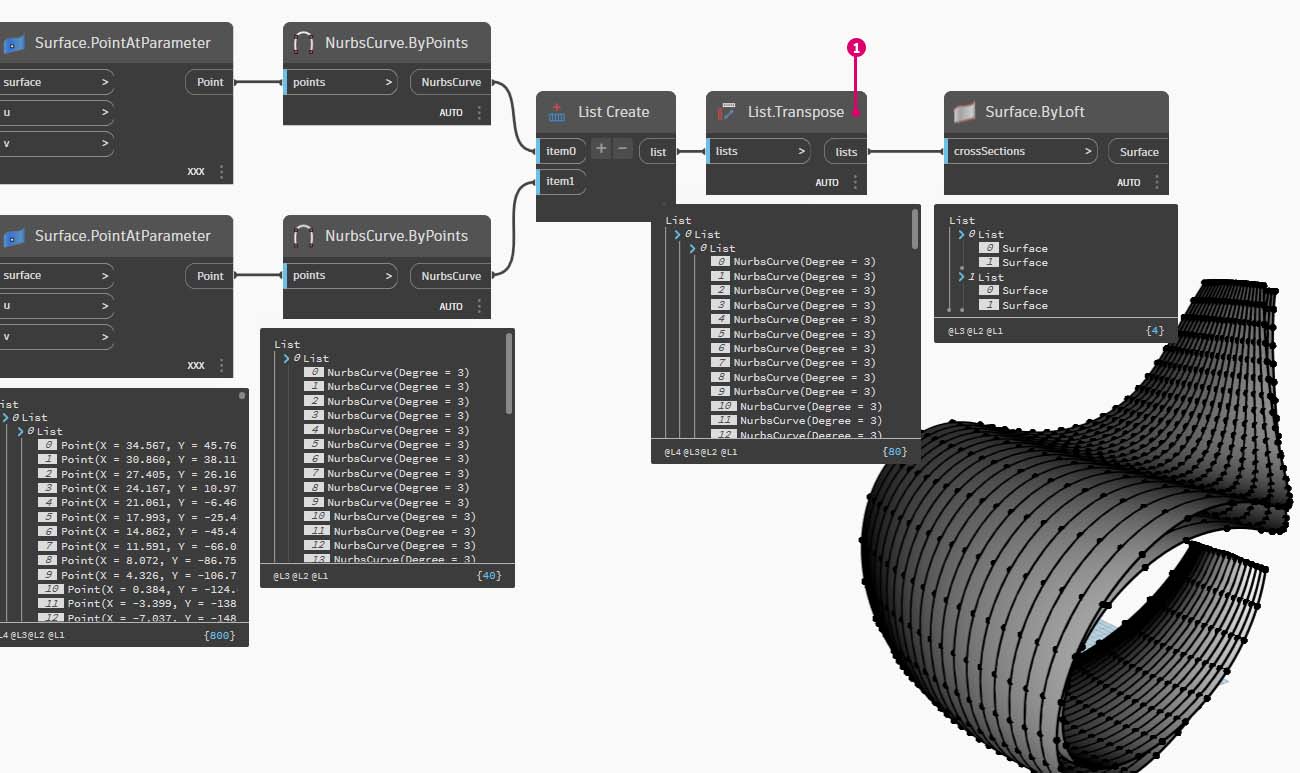 Surface.PointAtParameter
surface >
Point
u >
v >
XXX
NurbsCurve.ByPoints
points >
NurbsCurve
AUTO
List Create
item0
+
−
list
item1
1
List.Transpose
lists >
lists
AUTO
Surface.ByLoft
crossSections >
Surface
AUTO
Surface.PointAtParameter
surface >
Point
u >
v >
XXX
NurbsCurve.ByPoints
points >
NurbsCurve
AUTO
ist
0 List
0 List
0 Point(X = 34.567, Y = 45.76
1 Point(X = 30.860, Y = 38.11
2 Point(X = 27.405, Y = 26.16
3 Point(X = 24.167, Y = 10.97
4 Point(X = 21.061, Y = -6.46
5 Point(X = 17.993, Y = -25.4
6 Point(X = 14.862, Y = -45.4
7 Point(X = 11.591, Y = -66.0
8 Point(X = 8.072, Y = -86.75
9 Point(X = 4.326, Y = -106.7
10 Point(X = 0.384, Y = -124.
11 Point(X = -3.399, Y = -138
12 Point(X = -7.037, Y = -148
L4 @L3 @L2 @L1
{800}
List
0 List
0 NurbsCurve(Degree = 3)
1 NurbsCurve(Degree = 3)
2 NurbsCurve(Degree = 3)
3 NurbsCurve(Degree = 3)
4 NurbsCurve(Degree = 3)
5 NurbsCurve(Degree = 3)
6 NurbsCurve(Degree = 3)
7 NurbsCurve(Degree = 3)
8 NurbsCurve(Degree = 3)
9 NurbsCurve(Degree = 3)
10 NurbsCurve(Degree = 3)
11 NurbsCurve(Degree = 3)
12 NurbsCurve(Degree = 3)
13 NurbsCurve(Degree = 3)
@L3 @L2 @L1
{40}
List
0 List
0 List
0 NurbsCurve(Degree = 3)
1 NurbsCurve(Degree = 3)
2 NurbsCurve(Degree = 3)
3 NurbsCurve(Degree = 3)
4 NurbsCurve(Degree = 3)
5 NurbsCurve(Degree = 3)
6 NurbsCurve(Degree = 3)
7 NurbsCurve(Degree = 3)
8 NurbsCurve(Degree = 3)
9 NurbsCurve(Degree = 3)
10 NurbsCurve(Degree = 3)
11 NurbsCurve(Degree = 3)
12 NurbsCurve(Degree = 3)
@L4 @L3 @L2 @L1
{80}
List
0 List
0 Surface
1 Surface
1 List
0 Surface
1 Surface
@L3 @L2 @L1
{4}